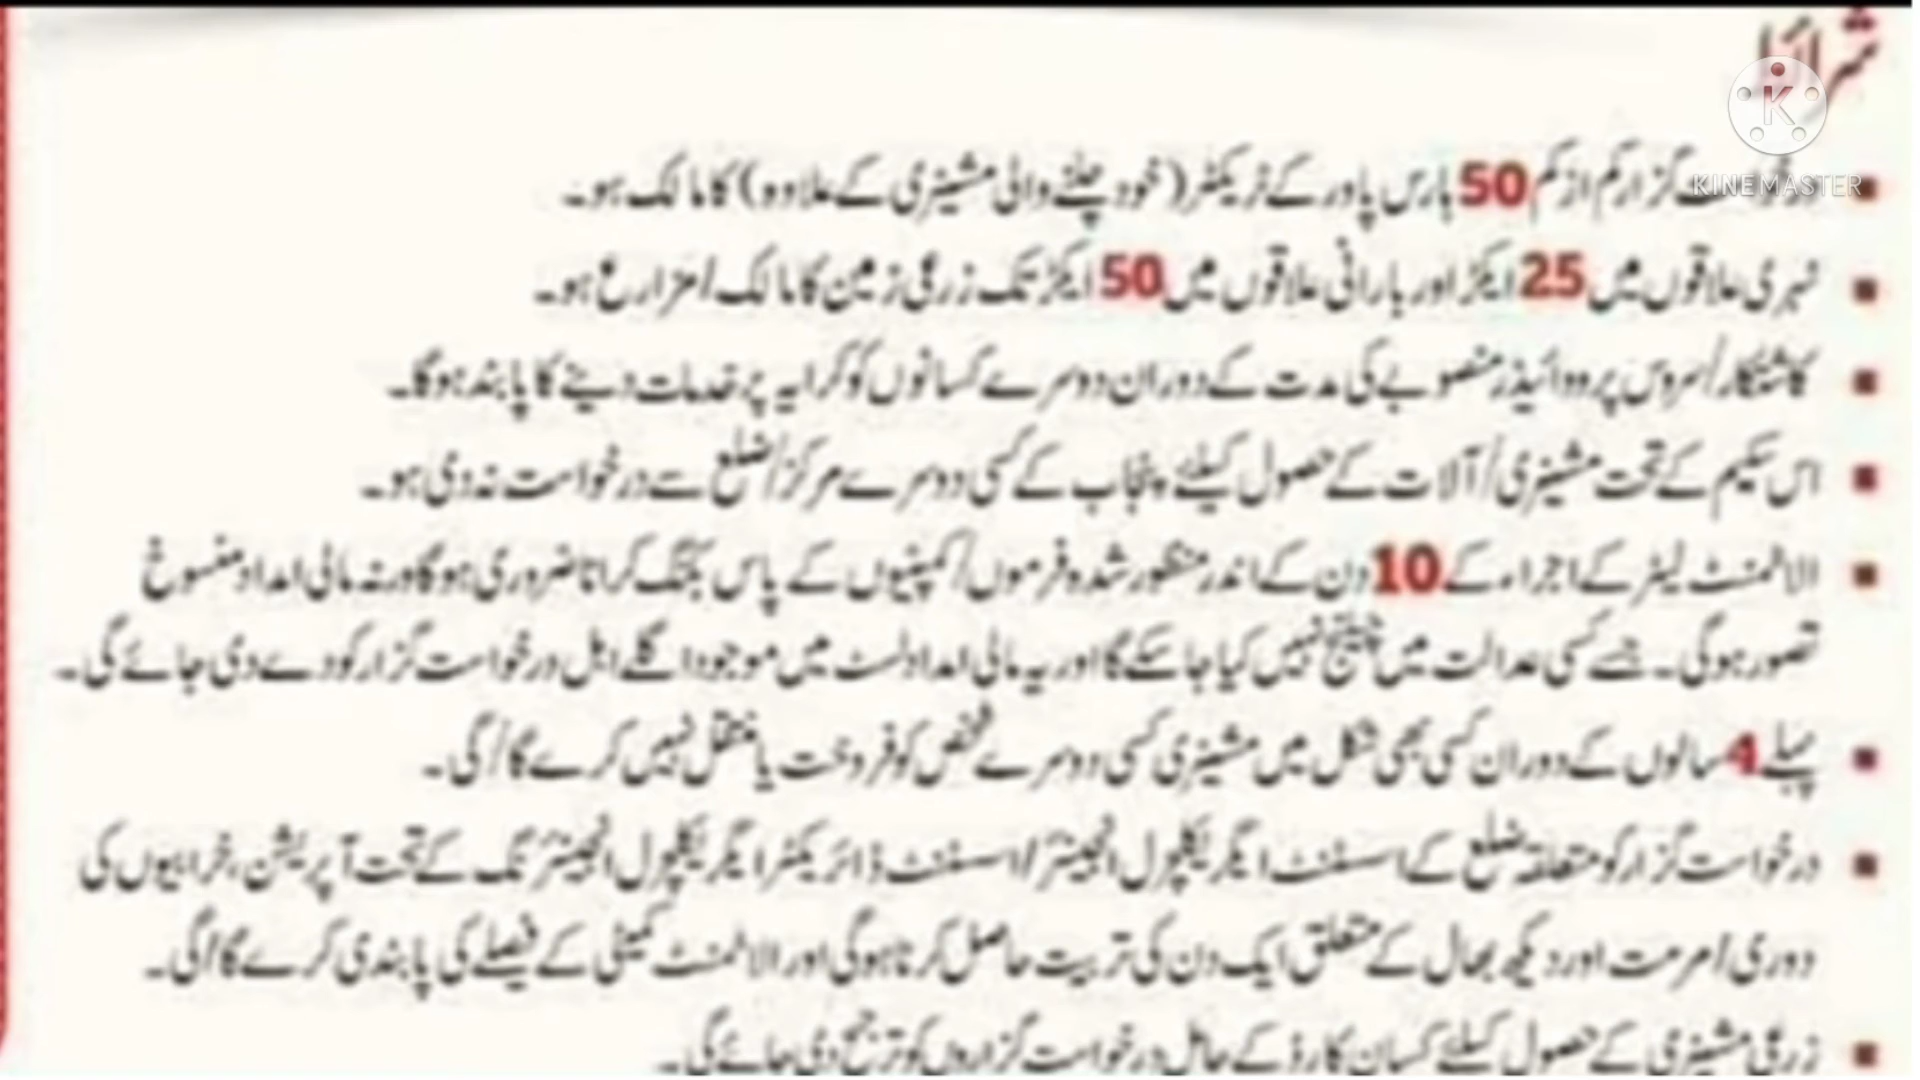 شرائط
KINEMASTER
درخواست گزار کم از کم 50 ہارس پاور کے ٹریکٹر (خود چلنے والی مشینری کے علاوہ) کا مالک ہو۔
نہری علاقوں میں 25 ایکڑ اور بارانی علاقوں میں 50 ایکڑ تک زرعی زمین کا مالک/مزارع ہو۔
کاشتکار/سروس پرووائیڈر منصوبے کی مدت کے دوران دوسرے کسانوں کو کرایہ پر خدمات دینے کا پابند ہوگا۔
اس سکیم کے تحت مشینری/آلات کے حصول کیلئے پنجاب کے کسی دوسرے مرکز/ضلع سے درخواست نہ دی ہو۔
الاٹمنٹ لیٹر کے اجراء کے 10 دن کے اندر منظور شدہ فرموں/کمپنیوں کے پاس بکنگ کرانا ضروری ہوگا ورنہ مالی امداد منسوخ
تصور ہوگی۔ جسے کسی عدالت میں چیلنج نہیں کیا جا سکے گا اور یہ مالی امداد لسٹ میں موجود اگلے اہل درخواست گزار کو دے دی جائے گی۔
پہلے 4 سالوں کے دوران کسی بھی شکل میں مشینری کسی دوسرے شخص کو فروخت یا منتقل نہیں کرے گا/گی۔
درخواست گزار کو متعلقہ ضلع کے اسسٹنٹ ایگریکلچرل انجینئر/اسسٹنٹ ڈائریکٹر ایگریکلچرل انجینئرنگ کے تحت آپریشن، خرابیوں کی
دوری/مرمت اور دیکھ بھال کے متعلق ایک دن کی تربیت حاصل کرنا ہوگی اور الاٹمنٹ کمیٹی کے فیصلے کی پابندی کرے گا/گی۔
زرعی مشینری کے حصول کیلئے کسان کارڈ کے حامل درخواست گزاروں کو ترجیح دی جائے گی۔